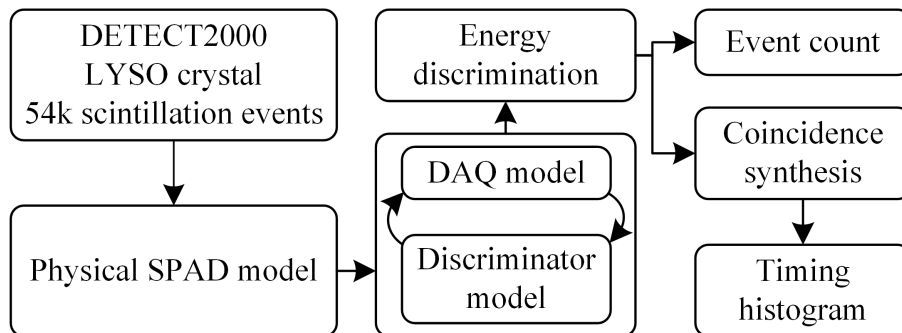 DETECT2000
LYSO crystal
54k scintillation events
Physical SPAD model
Energy
discrimination
DAQ model
Discriminator
model
Event count
Coincidence
synthesis
Timing
histogram